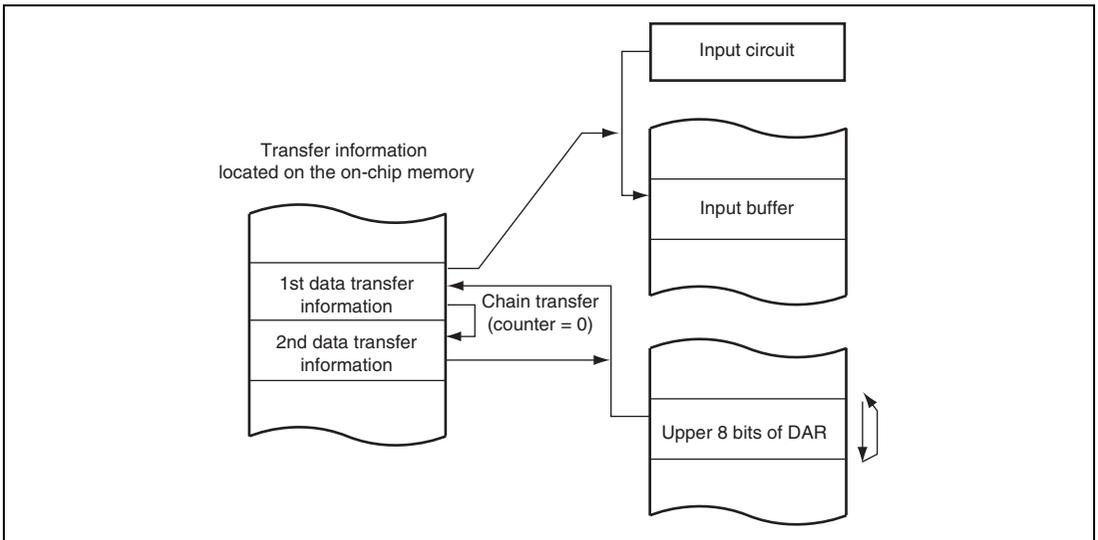 Input circuit
Transfer information
located on the on-chip memory
Input buffer
1st data transfer
information
Chain transfer
(counter = 0)
2nd data transfer
information
Upper 8 bits of DAR